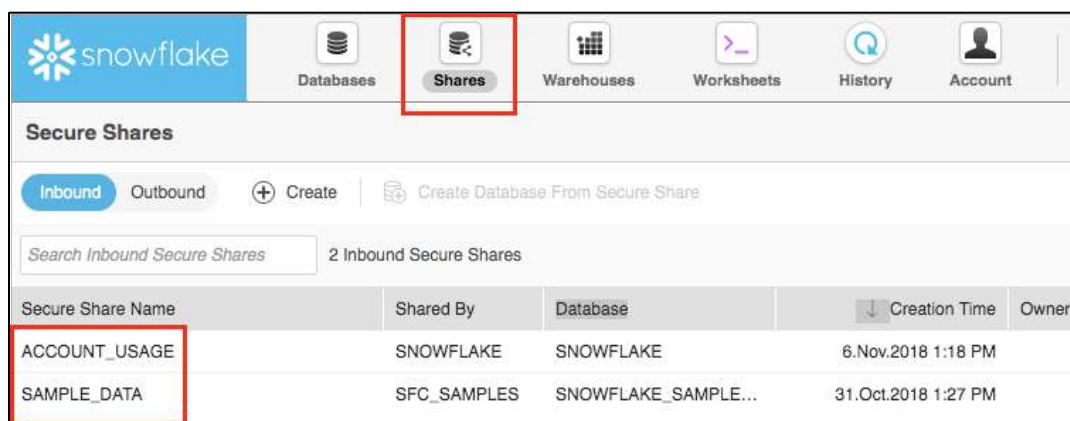 snowflake
Databases Shares Warehouses Worksheets History Account
Secure Shares
Inbound Outbound Create Create Database From Secure Share
Search Inbound Secure Shares 2 Inbound Secure Shares
Secure Share Name Shared By Database ↓ Creation Time Owner
ACCOUNT_USAGE SNOWFLAKE SNOWFLAKE 6.Nov.2018 1:18 PM
SAMPLE_DATA SFC_SAMPLES SNOWFLAKE_SAMPLE... 31.Oct.2018 1:27 PM